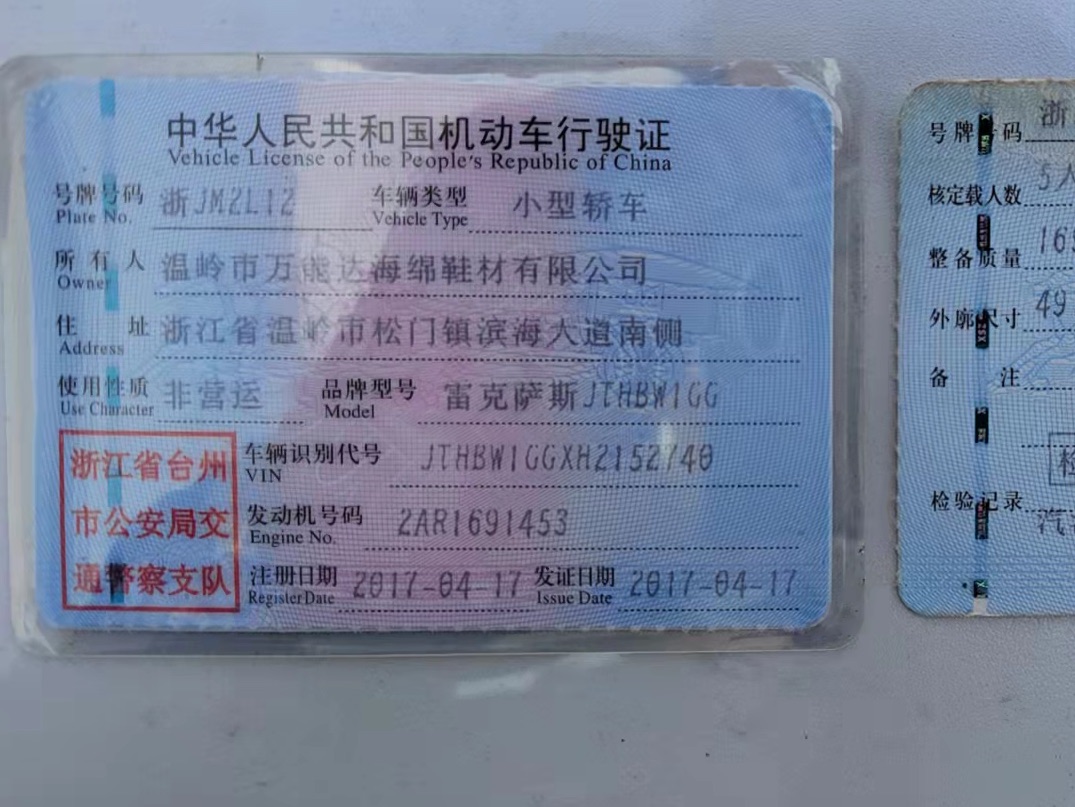 中华人民共和国机动车行驶证
Vehicle License of the People's Republic of China
号牌号码 浙JM2L12 车辆类型 小型轿车
Plate No. Vehicle Type
所有人 温岭市万能达海绵鞋材有限公司
Owner
住址 浙江省温岭市松门镇滨海大道南侧
Address
使用性质 非营运 品牌型号 雷克萨斯JTHBW1GG
Use Character Model
浙江省台州
市公安局交
通警察支队
车辆识别代号 JTHBW1GGXH2152740
VIN
发动机号码 2AR1691453
Engine No.
注册日期 2017-04-17 发证日期 2017-04-17
Register Date Issue Date
号牌号码 浙
核定载人数 5人
整备质量 169
外廓尺寸 49
备注
检验记录